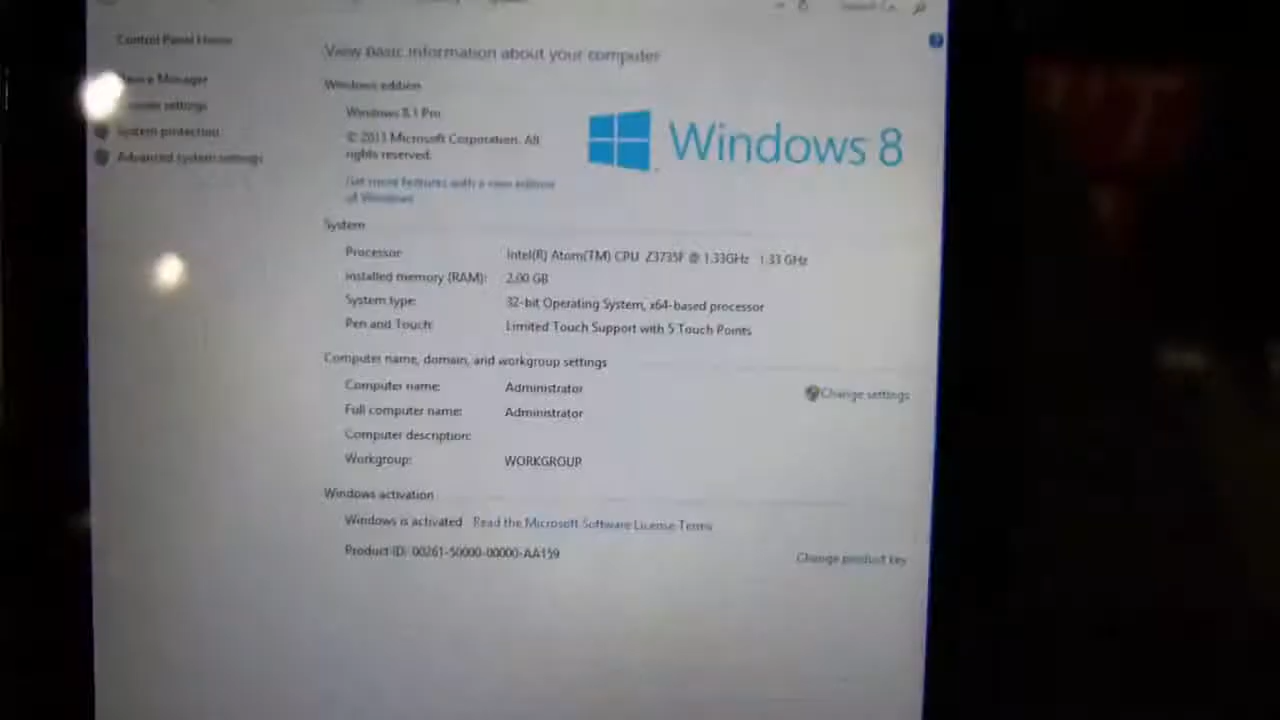 Control Panel Home
View basic information about your computer
Device Manager
settings
System protection
Advanced system settings
Windows edition
Windows 8.1 Pro
© 2013 Microsoft Corporation. All
rights reserved.
Get more features with a new edition
of Windows
Windows 8
System
Processor: Intel(R) Atom(TM) CPU Z3735F @ 1.33GHz 1.33 GHz
Installed memory (RAM): 2.00 GB
System type: 32-bit Operating System, x64-based processor
Pen and Touch: Limited Touch Support with 5 Touch Points
Computer name, domain, and workgroup settings
Computer name: Administrator
Change settings
Full computer name: Administrator
Computer description:
Workgroup: WORKGROUP
Windows activation
Windows is activated Read the Microsoft Software License Terms
Product ID: 00261-50000-00000-AA159
Change product key